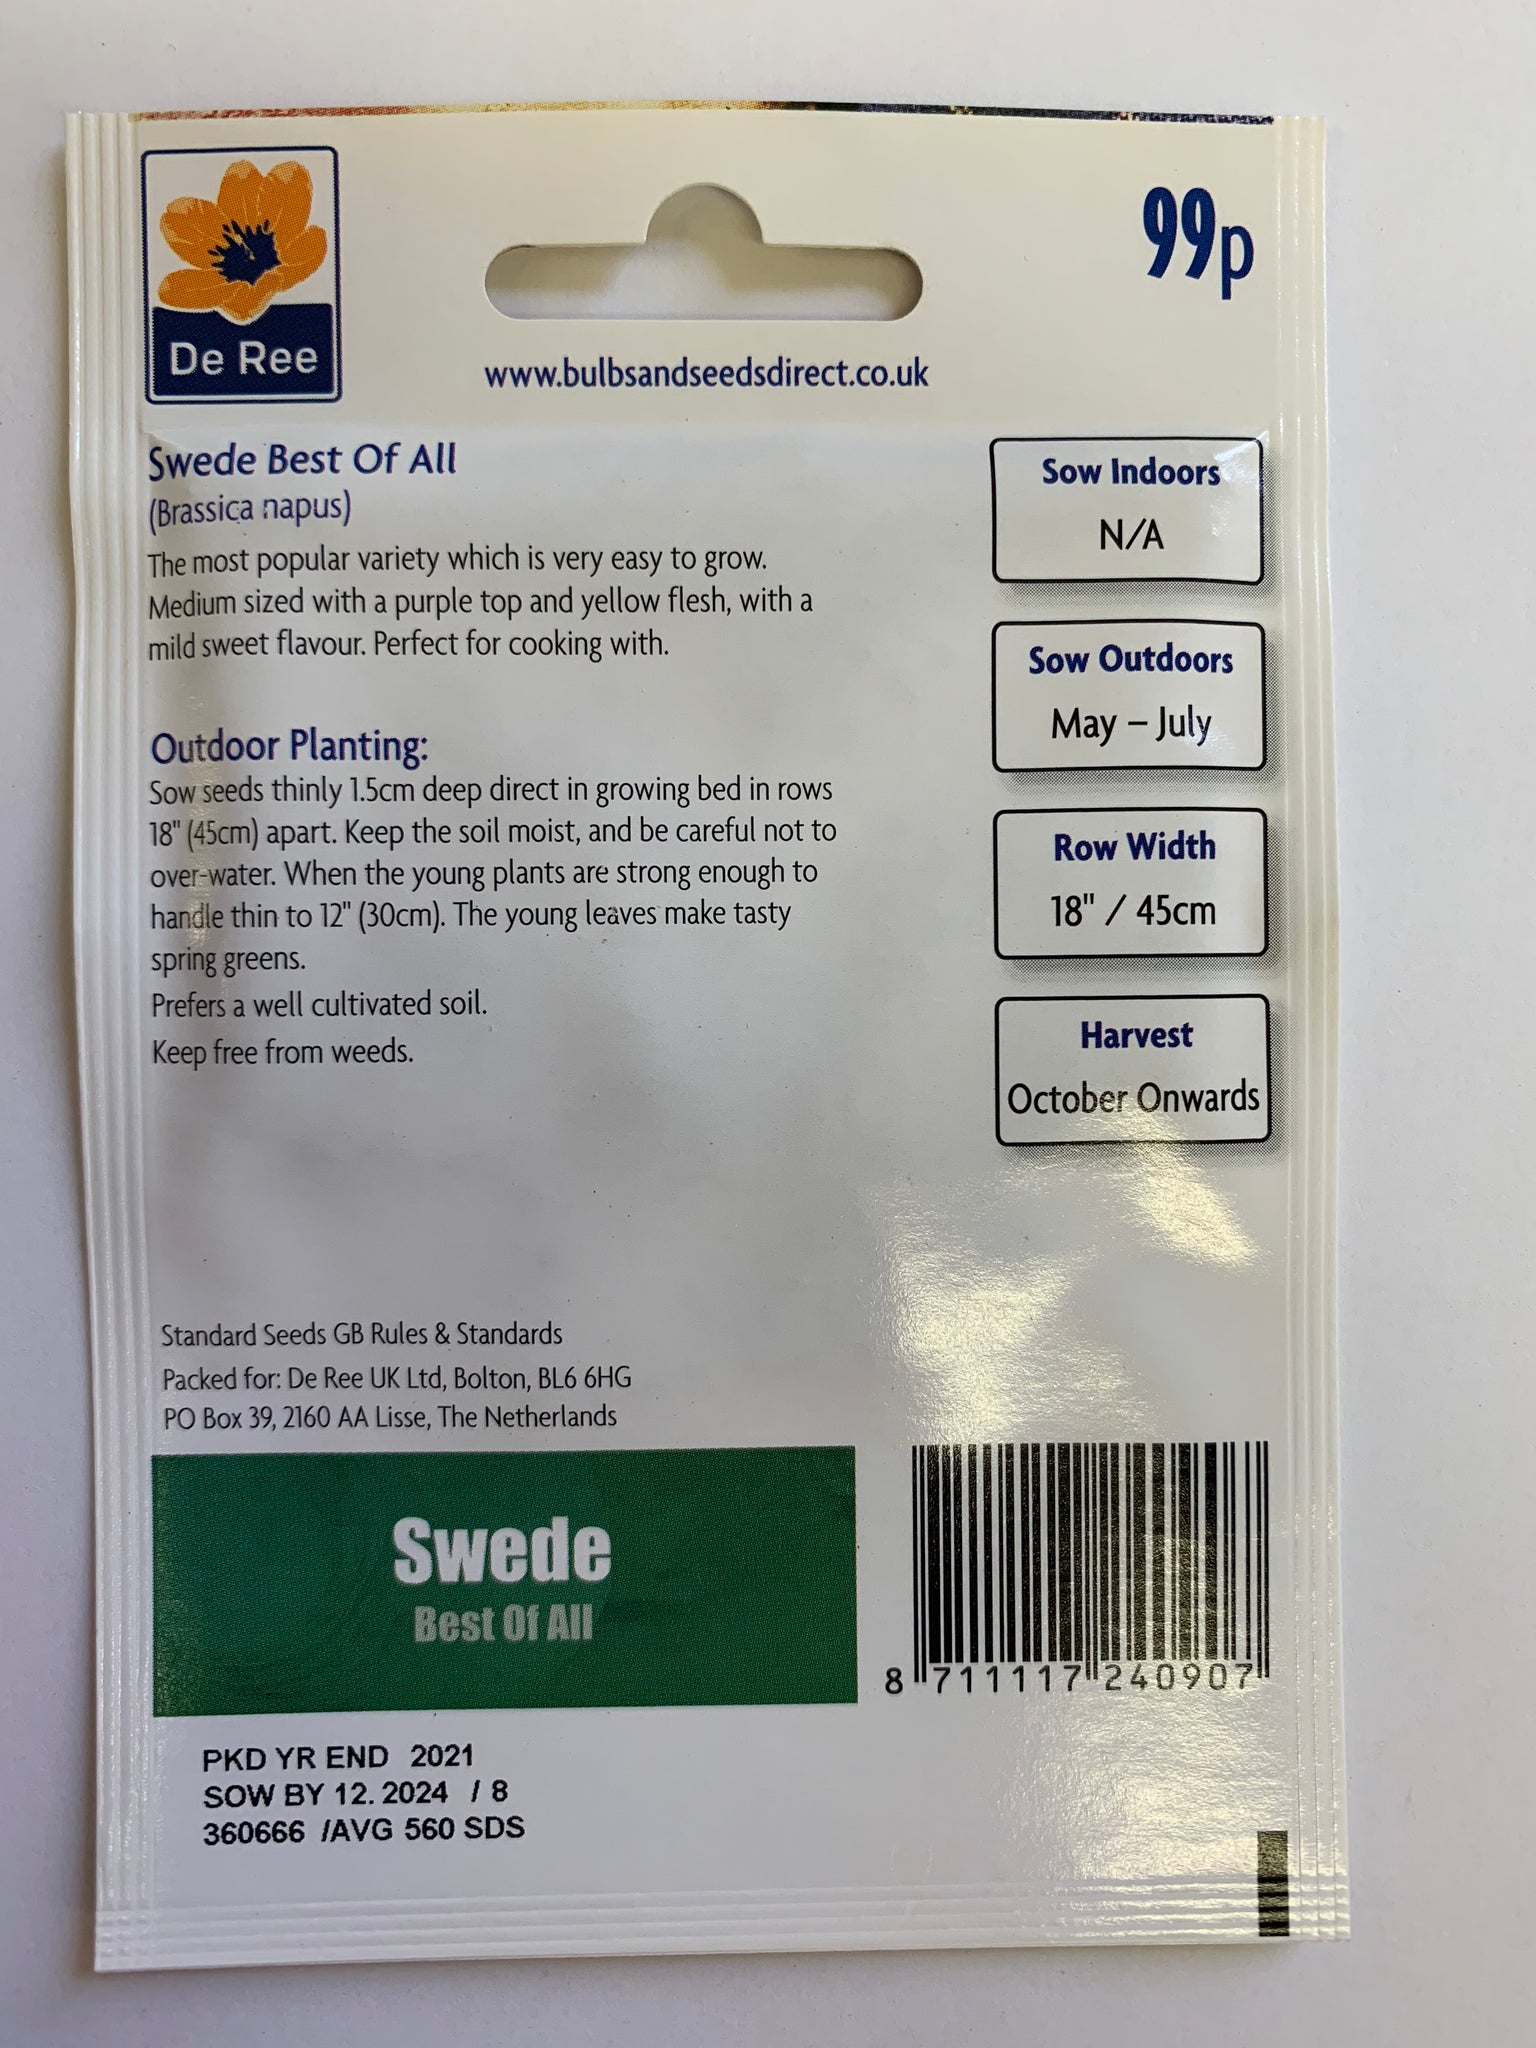 De Ree
99p
www.bulbsandseedsdirect.co.uk
Swede Best Of All
(Brassica napus)
The most popular variety which is very easy to grow.
Medium sized with a purple top and yellow flesh, with a
mild sweet flavour. Perfect for cooking with.
Outdoor Planting:
Sow seeds thinly 1.5cm deep direct in growing bed in rows
18" (45cm) apart. Keep the soil moist, and be careful not to
over-water. When the young plants are strong enough to
handle thin to 12" (30cm). The young leaves make tasty
spring greens.
Prefers a well cultivated soil.
Keep free from weeds.
Sow Indoors
N/A
Sow Outdoors
May – July
Row Width
18" / 45cm
Harvest
October Onwards
Standard Seeds GB Rules & Standards
Packed for: De Ree UK Ltd, Bolton, BL6 6HG
PO Box 39, 2160 AA Lisse, The Netherlands
Swede
Best Of All
8 711117 240907
PKD YR END 2021
SOW BY 12. 2024 / 8
360666 /AVG 560 SDS